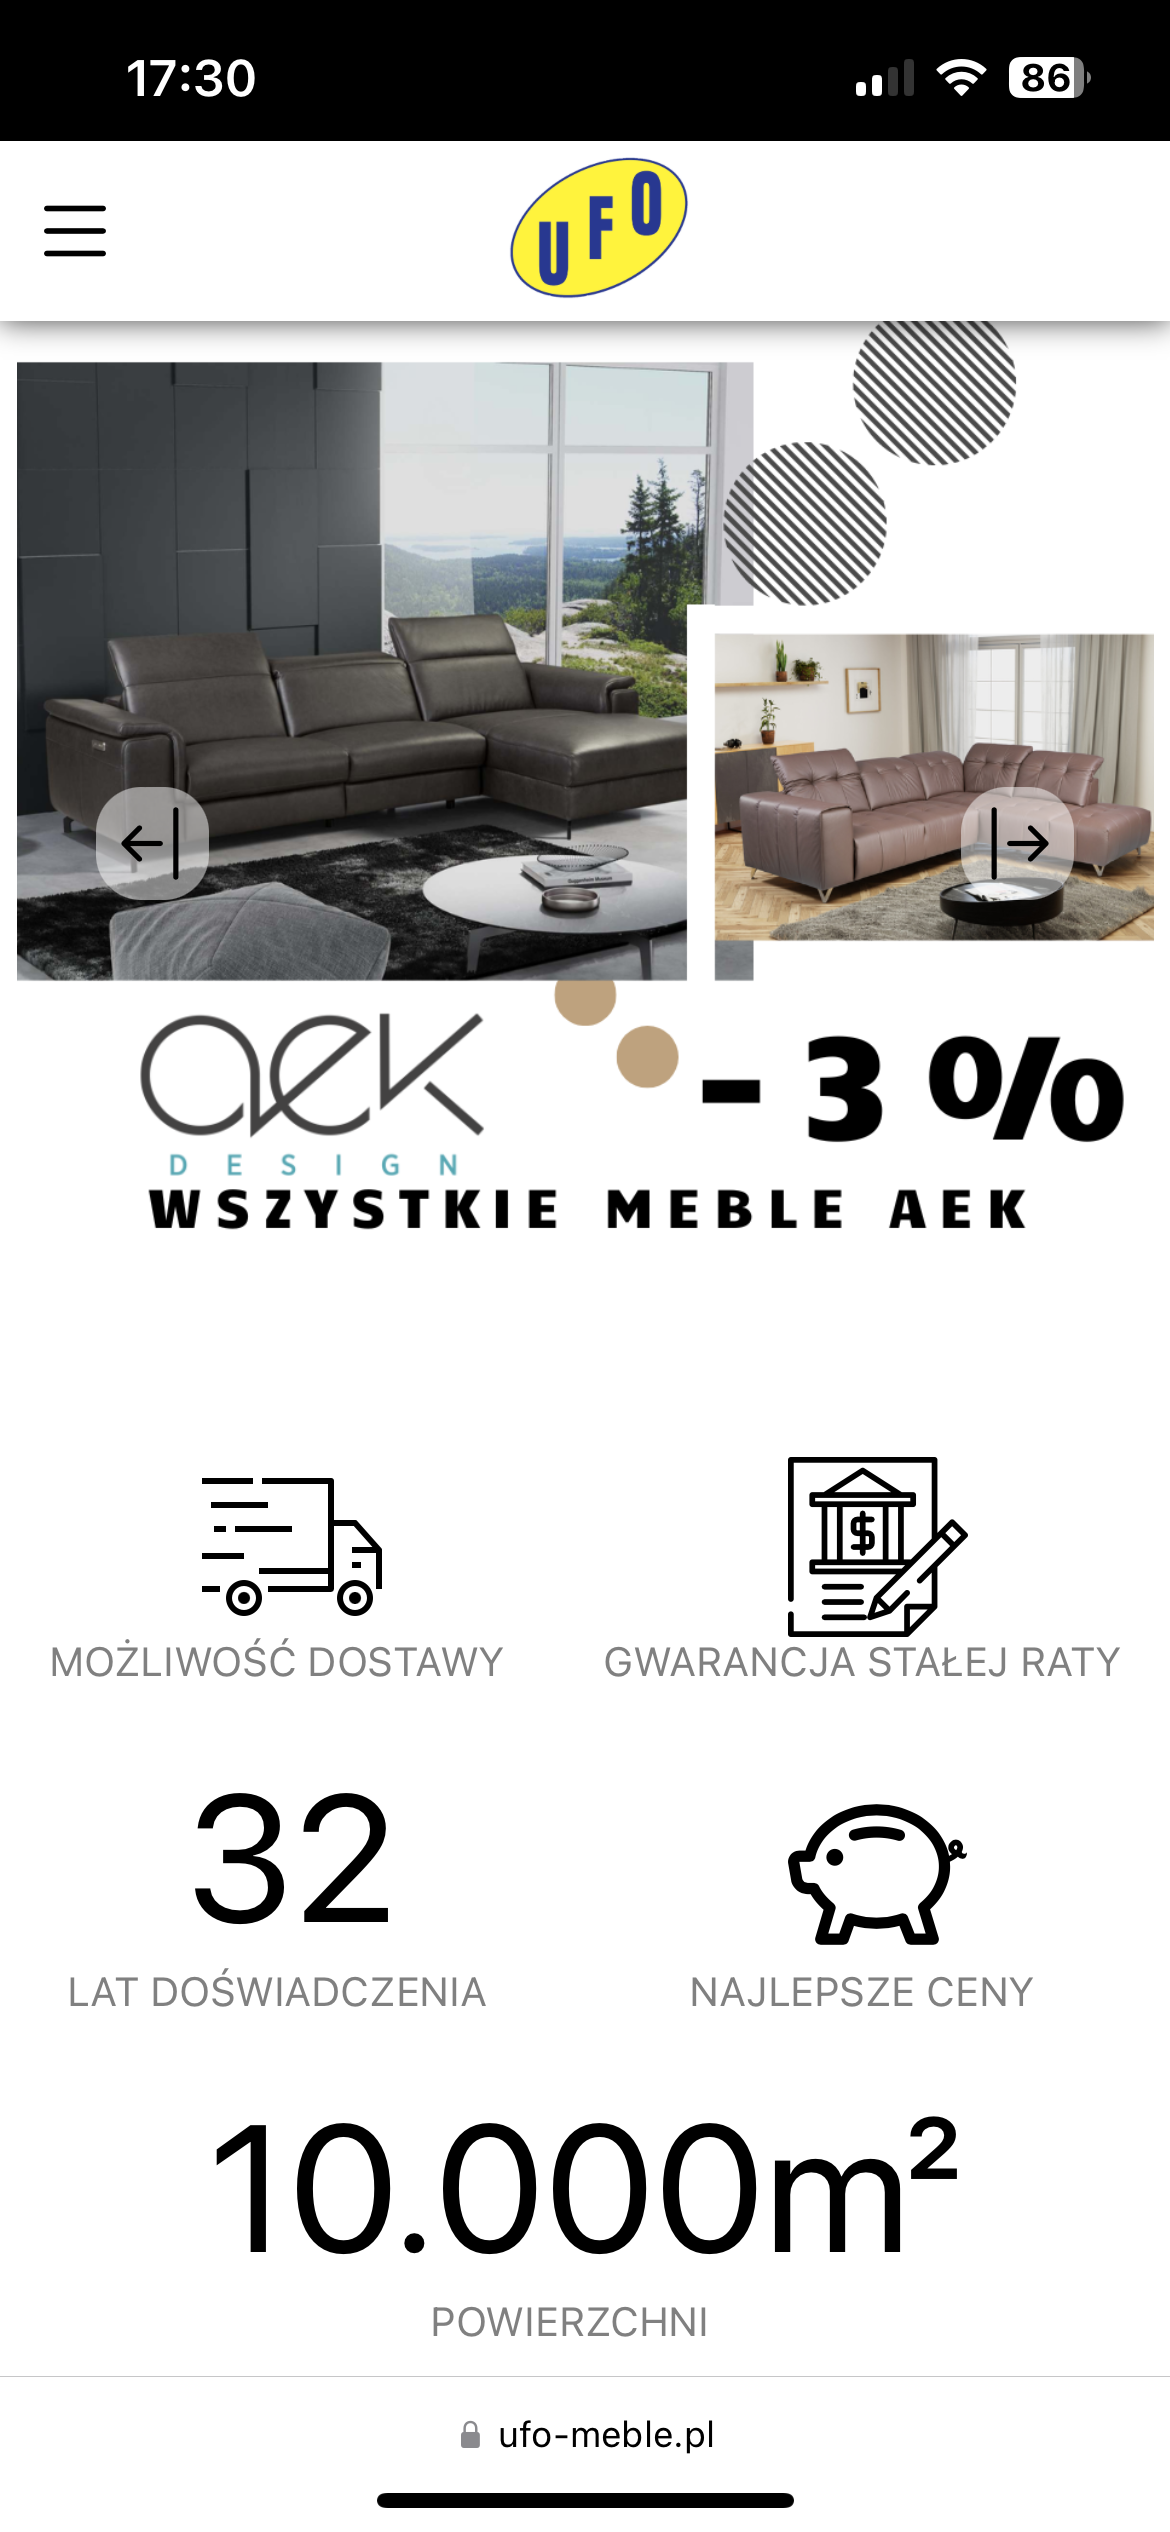 17:30
86
UFO
aek
DESIGN
- 3 %
WSZYSTKIE MEBLE AEK
$
MOŻLIWOŚĆ DOSTAWY
GWARANCJA STAŁEJ RATY
32
LAT DOŚWIADCZENIA
NAJLEPSZE CENY
10.000m²
POWIERZCHNI
ufo-meble.pl